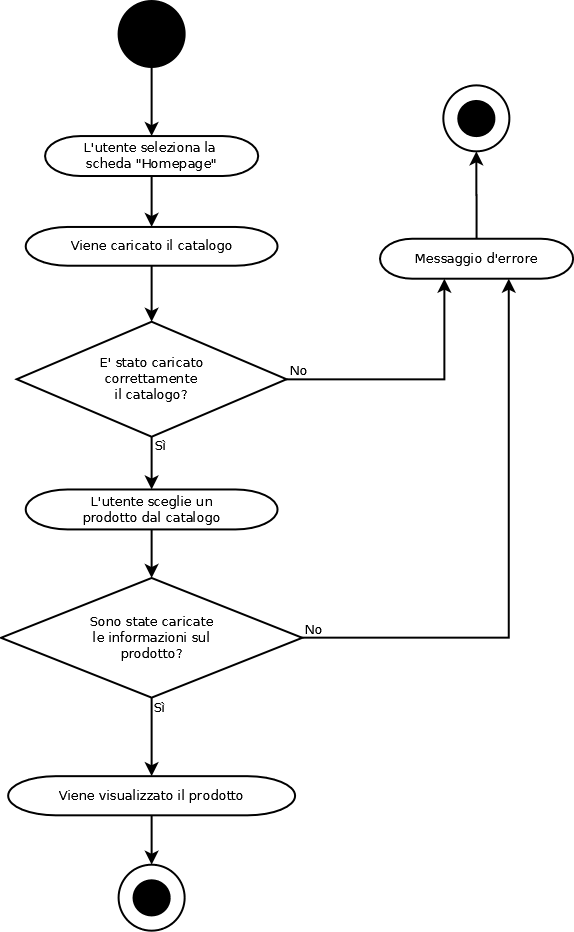 L'utente seleziona la
scheda "Homepage"
Viene caricato il catalogo
Messaggio d'errore
E' stato caricato
correttamente
il catalogo?
No
Sì
L'utente sceglie un
prodotto dal catalogo
Sono state caricate
le informazioni sul
prodotto?
No
Sì
Viene visualizzato il prodotto